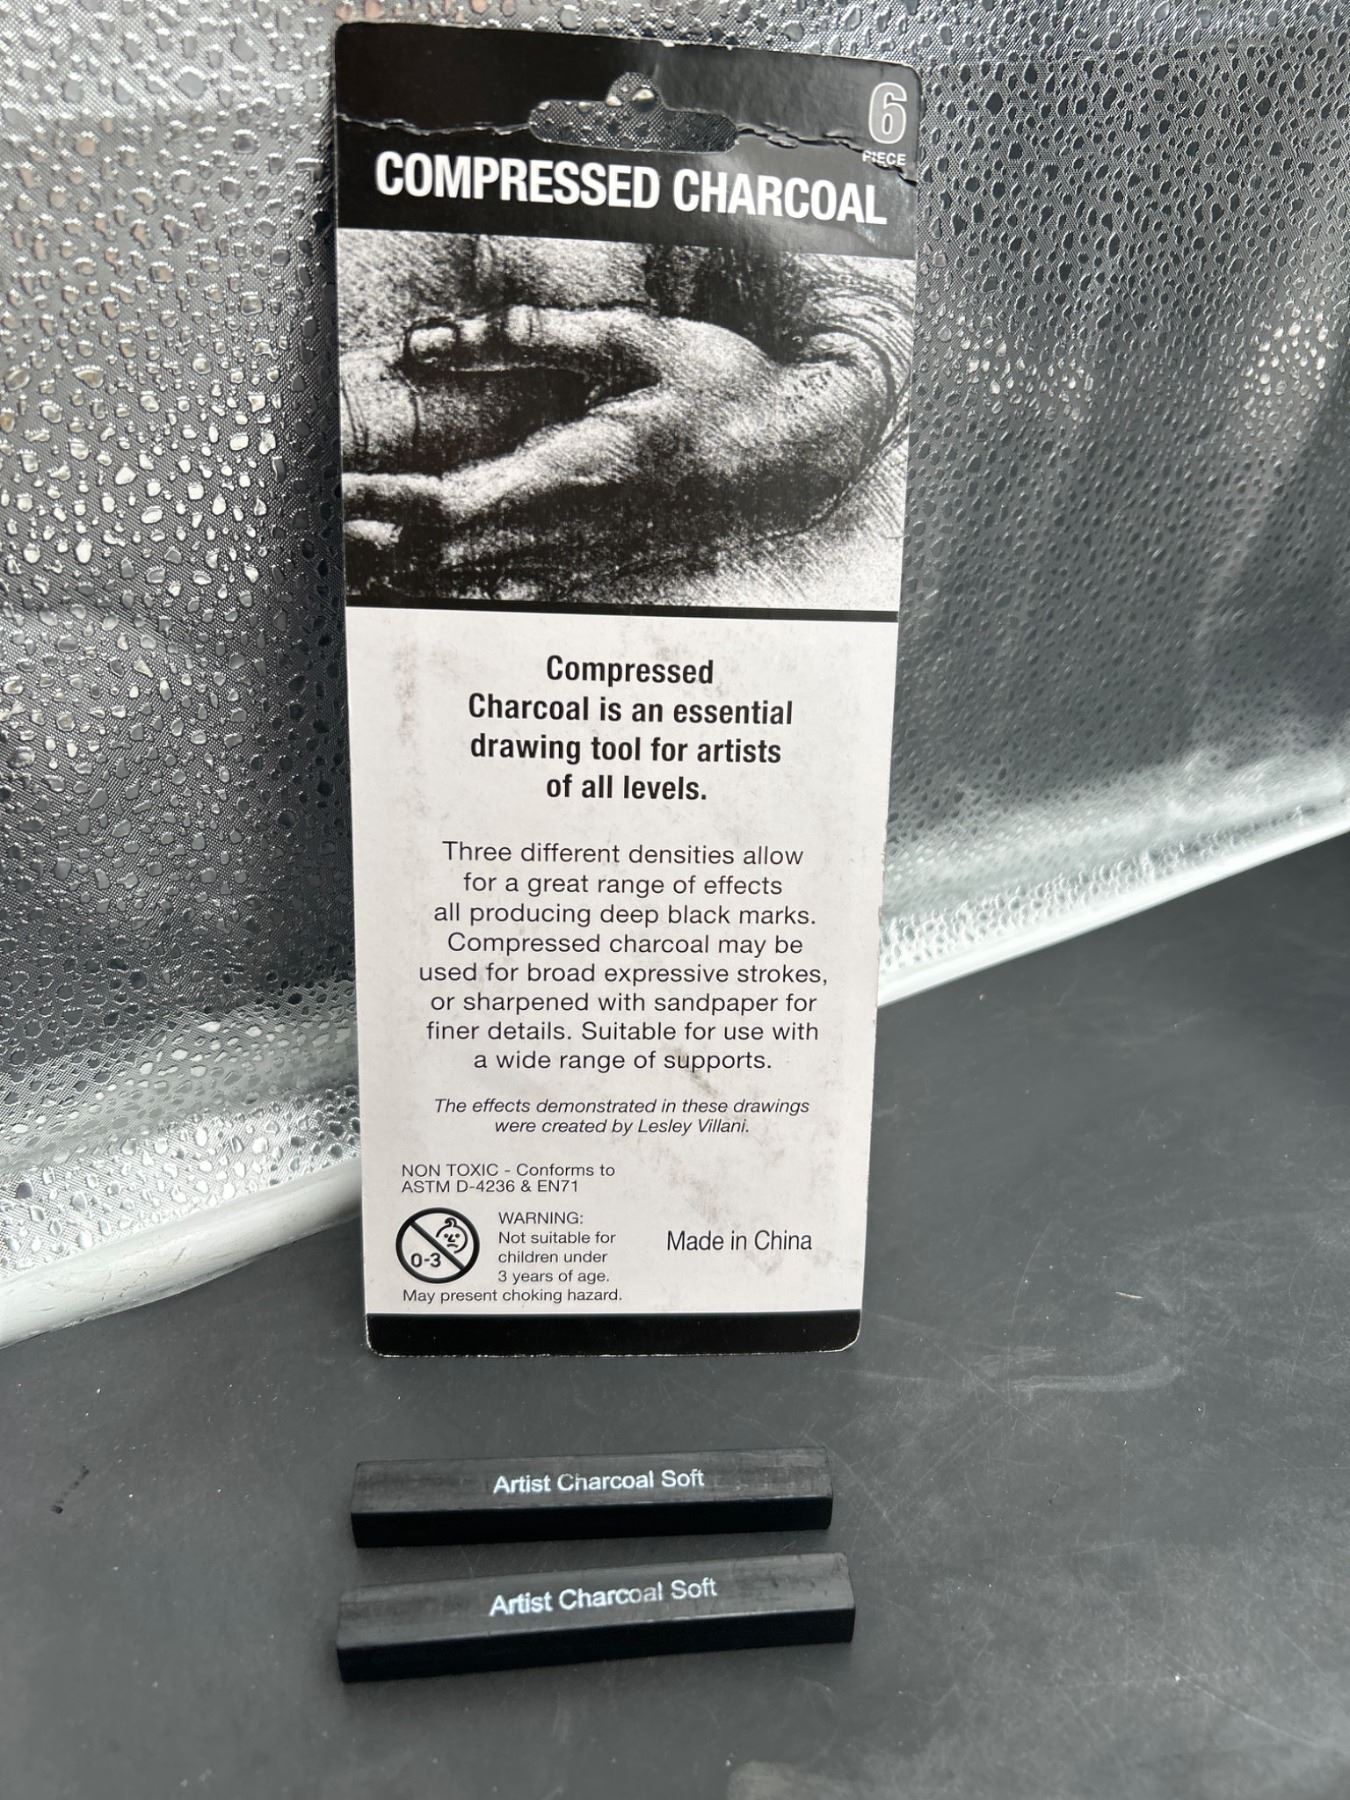 6
PIECE
COMPRESSED CHARCOAL
Compressed
Charcoal is an essential
drawing tool for artists
of all levels.
Three different densities allow
for a great range of effects
all producing deep black marks.
Compressed charcoal may be
used for broad expressive strokes,
or sharpened with sandpaper for
finer details. Suitable for use with
a wide range of supports.
The effects demonstrated in these drawings
were created by Lesley Villani.
NON TOXIC - Conforms to
ASTM D-4236 & EN71
0-3
WARNING:
Not suitable for
children under
3 years of age.
May present choking hazard.
Made in China
Artist Charcoal Soft
Artist Charcoal Soft